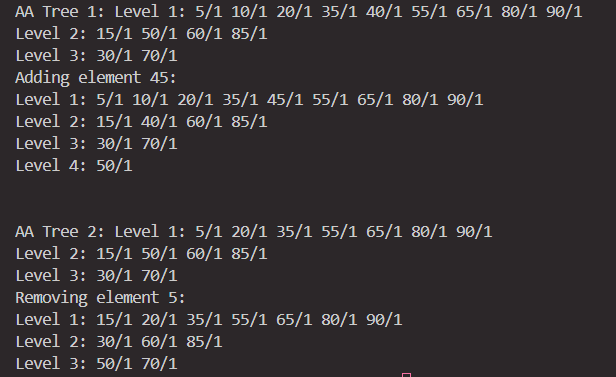 AA Tree 1: Level 1: 5/1 10/1 20/1 35/1 40/1 55/1 65/1 80/1 90/1
Level 2: 15/1 50/1 60/1 85/1
Level 3: 30/1 70/1
Adding element 45:
Level 1: 5/1 10/1 20/1 35/1 45/1 55/1 65/1 80/1 90/1
Level 2: 15/1 40/1 60/1 85/1
Level 3: 30/1 70/1
Level 4: 50/1
AA Tree 2: Level 1: 5/1 20/1 35/1 55/1 65/1 80/1 90/1
Level 2: 15/1 50/1 60/1 85/1
Level 3: 30/1 70/1
Removing element 5:
Level 1: 15/1 20/1 35/1 55/1 65/1 80/1 90/1
Level 2: 30/1 60/1 85/1
Level 3: 50/1 70/1